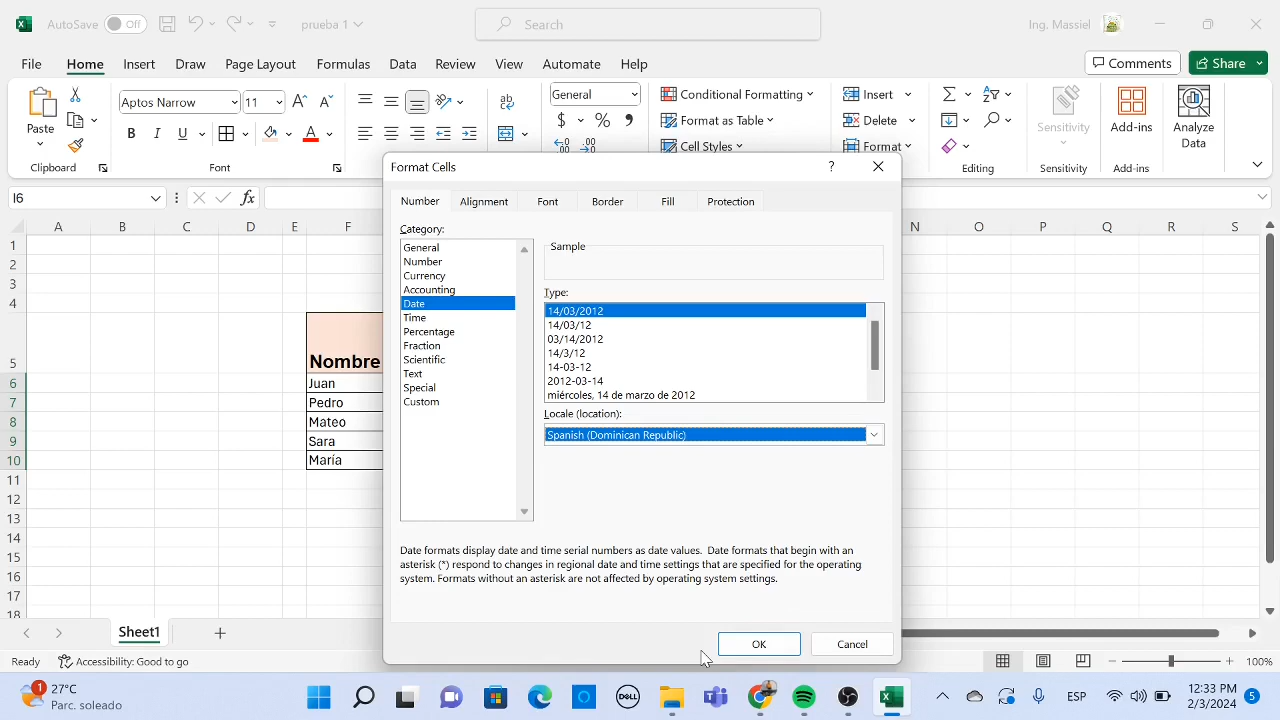 AutoSave Off prueba 1 Search Ing. Massiel
File Home Insert Draw Page Layout Formulas Data Review View Automate Help Comments Share
Paste
Clipboard
Aptos Narrow 11
B I U A
Font
General
$ % 9
Conditional Formatting
Format as Table
Cell Styles
Insert
Delete
Format
Editing
Sensitivity
Sensitivity
Add-ins
Add-ins
Analyze
Data
I6 fx
A B C D E F N O P Q R S
1
2
3
4
5 Nombre
6 Juan
7 Pedro
8 Mateo
9 Sara
10 María
11
12
13
14
15
16
17
18
Format Cells ?
Number Alignment Font Border Fill Protection
Category:
General
Number
Currency
Accounting
Date
Time
Percentage
Fraction
Scientific
Text
Special
Custom
Sample
Type:
14/03/2012
14/03/12
03/14/2012
14/3/12
14-03-12
2012-03-14
miércoles, 14 de marzo de 2012
Locale (location):
Spanish (Dominican Republic)
Date formats display date and time serial numbers as date values. Date formats that begin with an
asterisk (*) respond to changes in regional date and time settings that are specified for the operating
system. Formats without an asterisk are not affected by operating system settings.
OK Cancel
Sheet1 +
Ready Accessibility: Good to go 100%
1 27°C
Parc. soleado
DELL
ESP
12:33 PM
2/3/2024
5